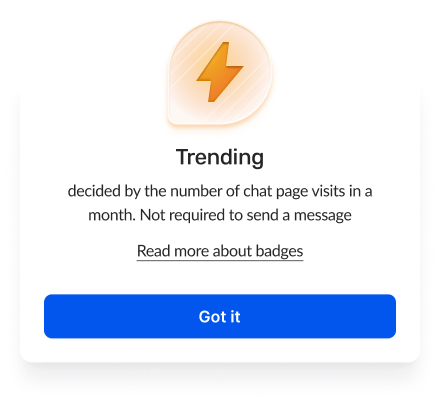 Trending
decided by the number of chat page visits in a
month. Not required to send a message
Read more about badges
Got it